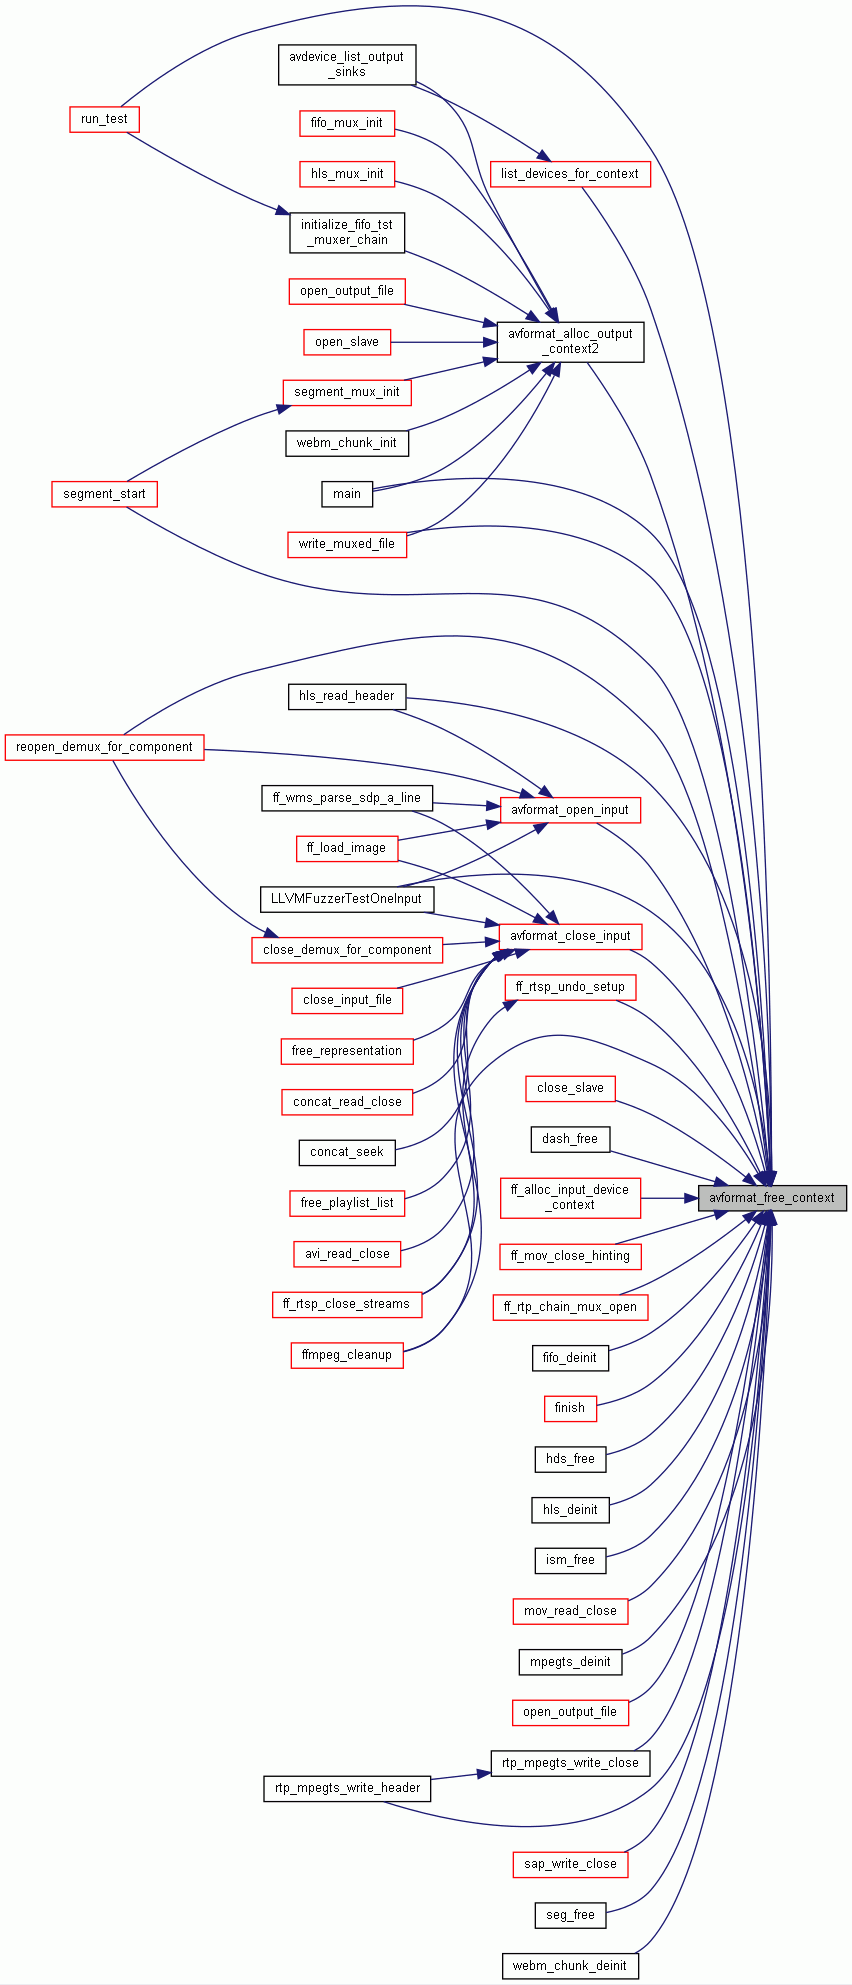 avdevice_list_output
_sinks
run_test
fifo_mux_init
hls_mux_init
list_devices_for_context
initialize_fifo_tst
_muxer_chain
open_output_file
open_slave
avformat_alloc_output
_context2
segment_mux_init
webm_chunk_init
main
segment_start
write_muxed_file
hls_read_header
reopen_demux_for_component
ff_wms_parse_sdp_a_line
avformat_open_input
ff_load_image
LLVMFuzzerTestOneInput
avformat_close_input
close_demux_for_component
ff_rtsp_undo_setup
close_input_file
free_representation
close_slave
concat_read_close
dash_free
concat_seek
ff_alloc_input_device
_context
avformat_free_context
free_playlist_list
avi_read_close
ff_mov_close_hinting
ff_rtsp_close_streams
ff_rtp_chain_mux_open
ffmpeg_cleanup
fifo_deinit
finish
hds_free
hls_deinit
ism_free
mov_read_close
mpegts_deinit
open_output_file
rtp_mpegts_write_close
rtp_mpegts_write_header
sap_write_close
seg_free
webm_chunk_deinit